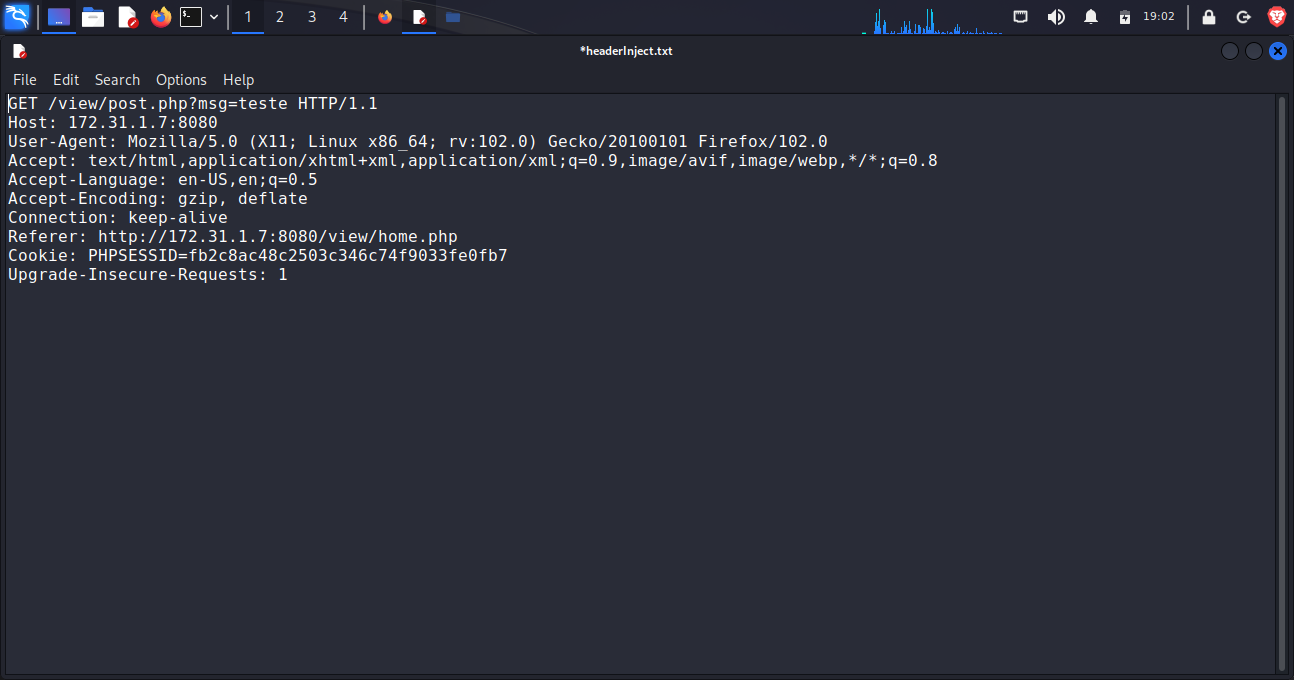 1 2 3 4 19:02
*headerInject.txt
File Edit Search Options Help
GET /view/post.php?msg=teste HTTP/1.1
Host: 172.31.1.7:8080
User-Agent: Mozilla/5.0 (X11; Linux x86_64; rv:102.0) Gecko/20100101 Firefox/102.0
Accept: text/html,application/xhtml+xml,application/xml;q=0.9,image/avif,image/webp,*/*;q=0.8
Accept-Language: en-US,en;q=0.5
Accept-Encoding: gzip, deflate
Connection: keep-alive
Referer: http://172.31.1.7:8080/view/home.php
Cookie: PHPSESSID=fb2c8ac48c2503c346c74f9033fe0fb7
Upgrade-Insecure-Requests: 1